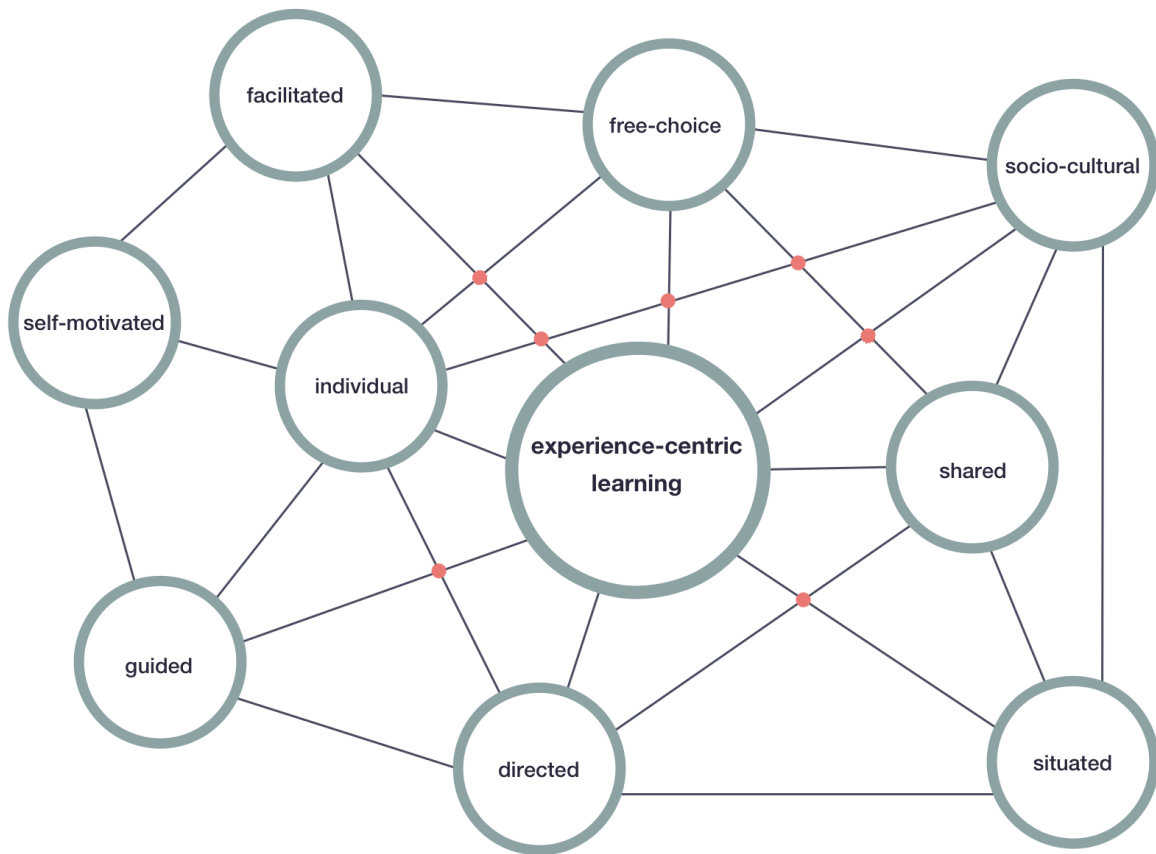 facilitated
free-choice
socio-cultural
self-motivated
individual
experience-centric
learning
shared
guided
directed
situated